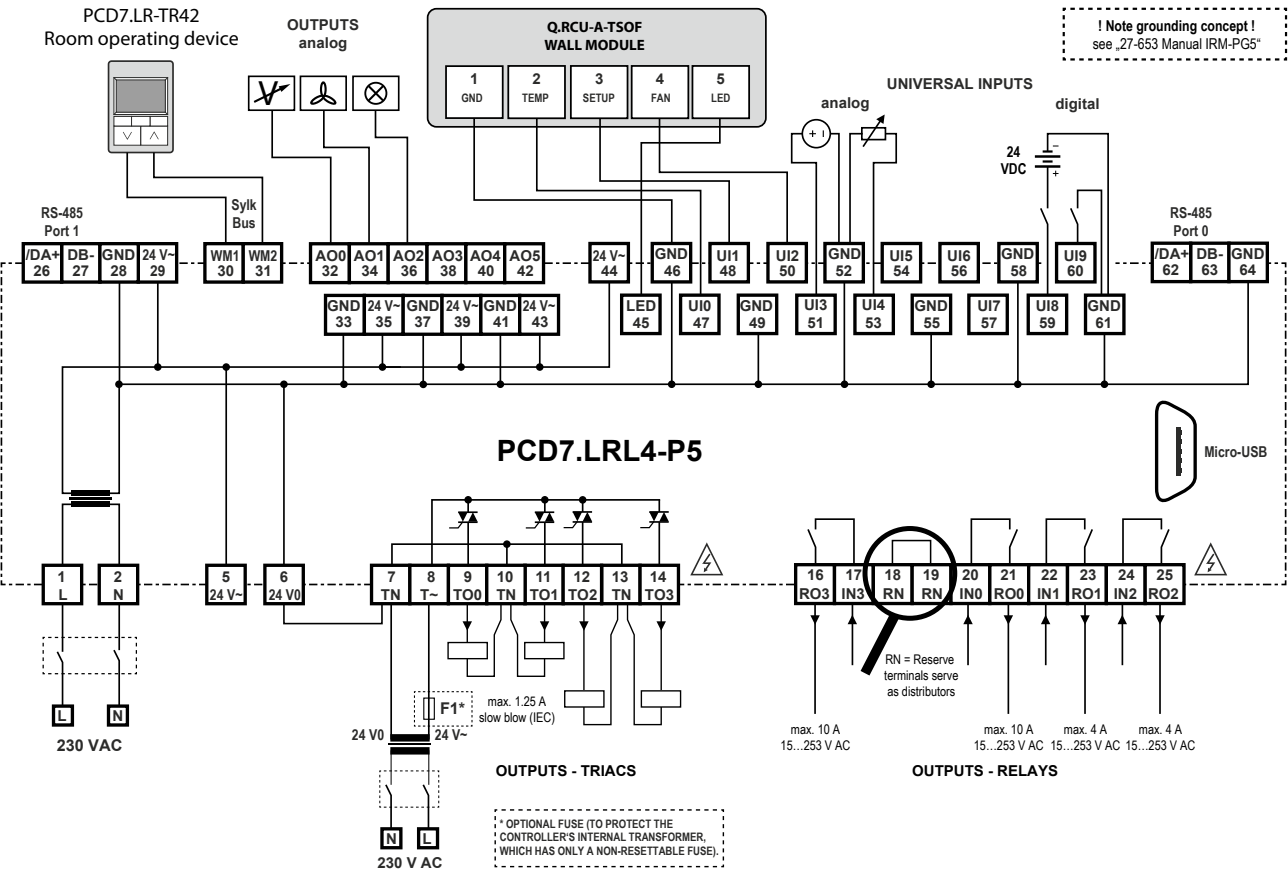 PCD7.LR-TR42
Room operating device
OUTPUTS
analog
Q.RCU-A-TSOF
WALL MODULE
1 2 3 4 5
GND TEMP SETUP FAN LED
! Note grounding concept !
see „27-653 Manual IRM-PG5“
UNIVERSAL INPUTS
analog
digital
24
VDC
RS-485
Port 1
Sylk
Bus
RS-485
Port 0
/DA+ DB- GND 24 V~
26 27 28 29
WM1 WM2
30 31
AO0 AO1 AO2 AO3 AO4 AO5
32 34 36 38 40 42
24 V~
44
GND
46
UI1
48
UI2
50
GND
52
UI5
54
UI6
56
GND
58
UI9
60
/DA+ DB- GND
62 63 64
GND 24 V~ GND 24 V~ GND 24 V~
33 35 37 39 41 43
LED
45
UI0
47
GND
49
UI3
51
UI4
53
GND
55
UI7
57
UI8
59
GND
61
PCD7.LRL4-P5
Micro-USB
1
L
2
N
5
24 V~
6
24 V0
7 8 9 10 11 12 13 14
TN T~ TO0 TN TO1 TO2 TN TO3
16 17 18 19 20 21 22 23 24 25
RO3 IN3 RN RN IN0 RO0 IN1 RO1 IN2 RO2
RN = Reserve
terminals serve
as distributors
L N
230 VAC
F1*
max. 1.25 A
slow blow (IEC)
24 V0
24 V~
N L
230 V AC
max. 10 A
15...253 V AC
max. 10 A
15...253 V AC
max. 4 A
15...253 V AC
max. 4 A
15...253 V AC
OUTPUTS - TRIACS
OUTPUTS - RELAYS
* OPTIONAL FUSE (TO PROTECT THE
CONTROLLER'S INTERNAL TRANSFORMER,
WHICH HAS ONLY A NON-RESETTABLE FUSE).